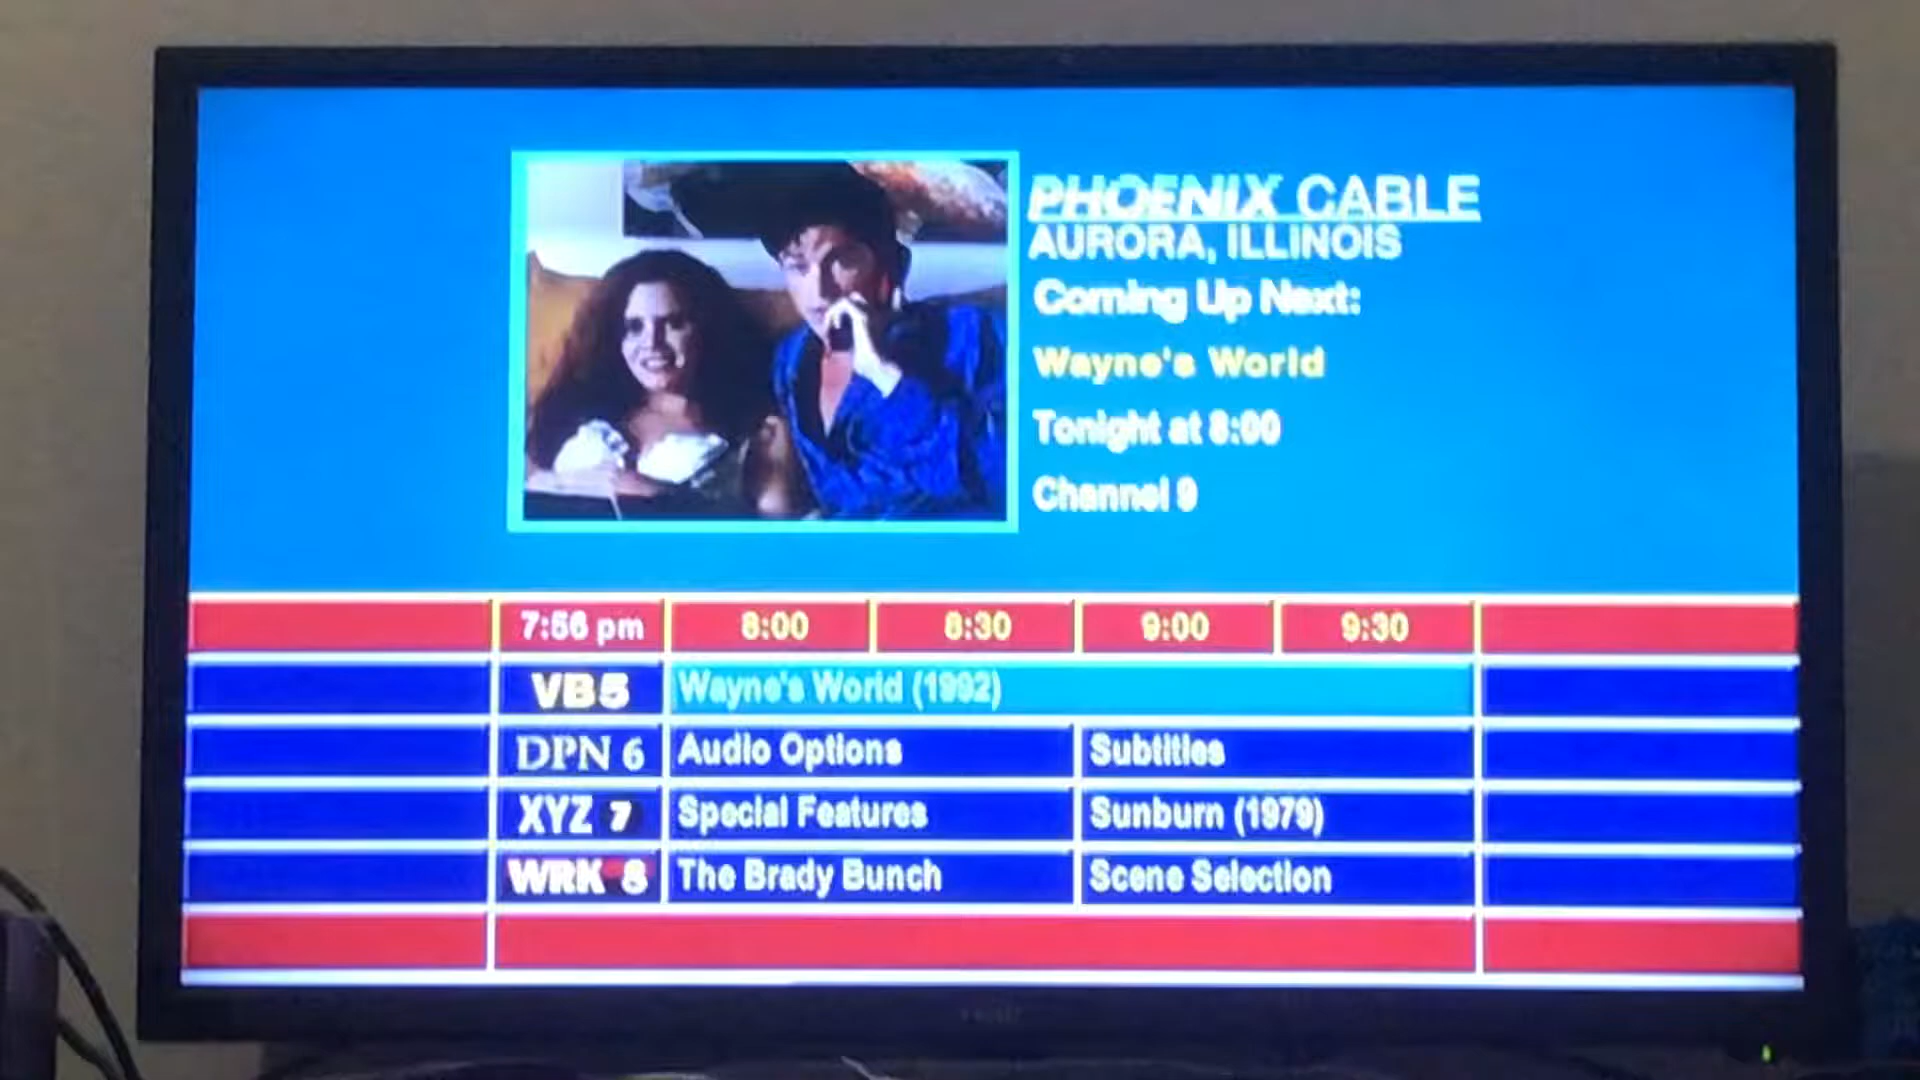 PHOENIX CABLE
AURORA, ILLINOIS
Coming Up Next:
Wayne's World
Tonight at 8:00
Channel 9
7:56 pm 8:00 8:30 9:00 9:30
VB 5 Wayne's World (1992)
DPN 6 Audio Options Subtitles
XYZ 7 Special Features Sunburn (1979)
WRK 8 The Brady Bunch Scene Selection